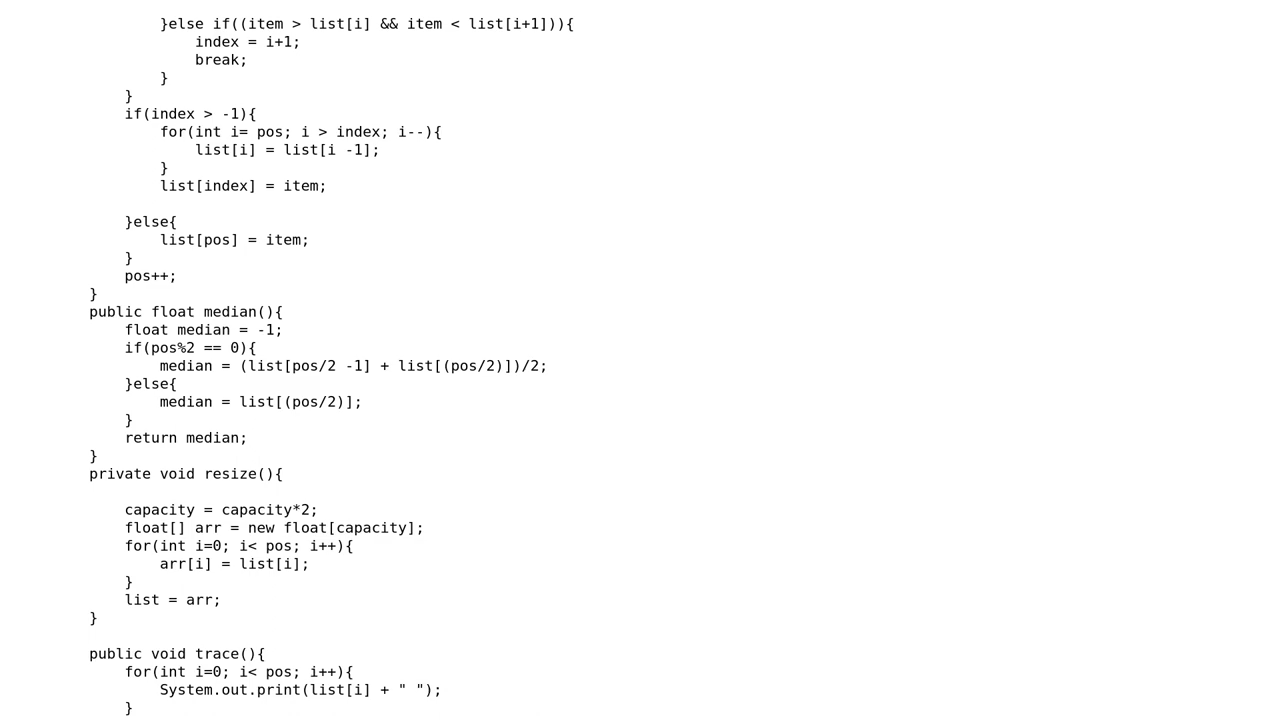 }else if((item > list[i] && item < list[i+1])){
            index = i+1;
            break;
        }
    }
    if(index > -1){
        for(int i= pos; i > index; i--){
            list[i] = list[i -1];
        }
        list[index] = item;

    }else{
        list[pos] = item;
    }
    pos++;
}
public float median(){
    float median = -1;
    if(pos%2 == 0){
        median = (list[pos/2 -1] + list[(pos/2)])/2;
    }else{
        median = list[(pos/2)];
    }
    return median;
}
private void resize(){

    capacity = capacity*2;
    float[] arr = new float[capacity];
    for(int i=0; i< pos; i++){
        arr[i] = list[i];
    }
    list = arr;
}

public void trace(){
    for(int i=0; i< pos; i++){
        System.out.print(list[i] + " ");
    }